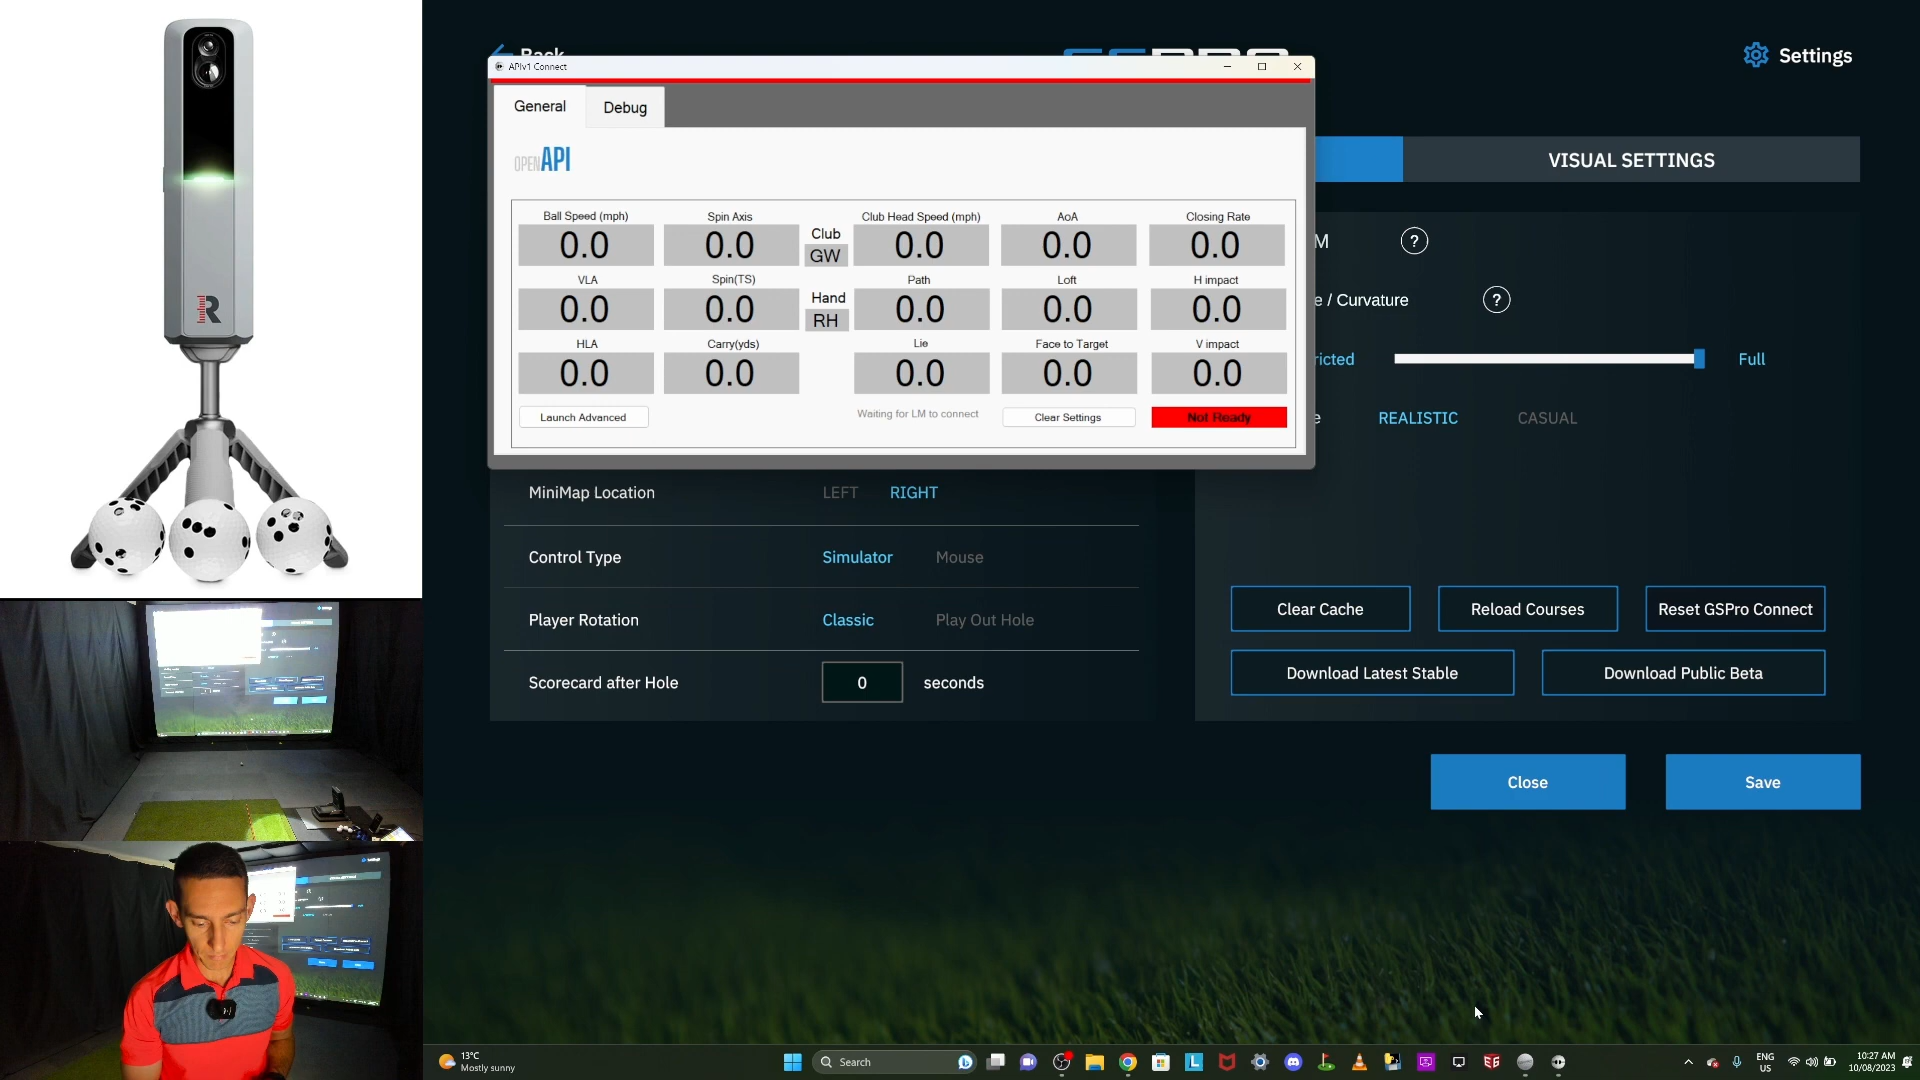 Back
Settings
APIv1 Connect
General
Debug
OPEN API
VISUAL SETTINGS
Ball Speed (mph)
Spin Axis
Club Head Speed (mph)
AoA
Closing Rate
0.0
0.0
Club
GW
0.0
0.0
0.0
VLA
Spin(TS)
Path
Loft
H impact
0.0
0.0
Hand
RH
0.0
0.0
0.0
HLA
Carry(yds)
Lie
Face to Target
V impact
0.0
0.0
0.0
0.0
0.0
Launch Advanced
Waiting for LM to connect
Clear Settings
Not Ready
M
?
e / Curvature
?
ricted
Full
e
REALISTIC
CASUAL
MiniMap Location
LEFT
RIGHT
Control Type
Simulator
Mouse
Player Rotation
Classic
Play Out Hole
Scorecard after Hole
0
seconds
Clear Cache
Reload Courses
Reset GSPro Connect
Download Latest Stable
Download Public Beta
Close
Save
R
13°C
Mostly sunny
Search
ENG
US
10:27 AM
10/08/2023